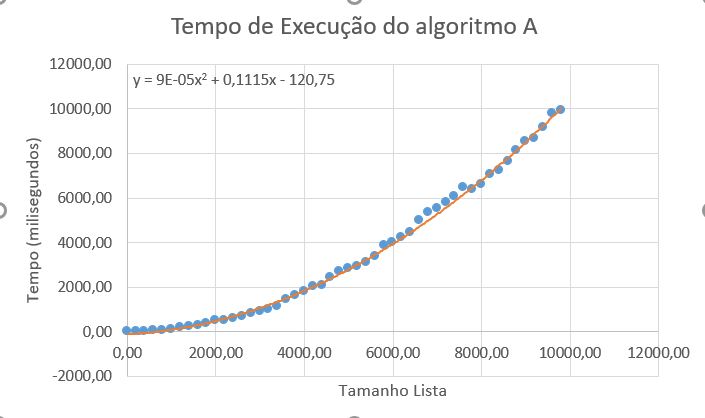 Tempo de Execução do algoritmo A
y = 9E-05x² + 0,1115x - 120,75
12000,00
10000,00
8000,00
6000,00
4000,00
2000,00
0,00
-2000,00
Tempo (milisegundos)
0,00 2000,00 4000,00 6000,00 8000,00 10000,00 12000,00
Tamanho Lista